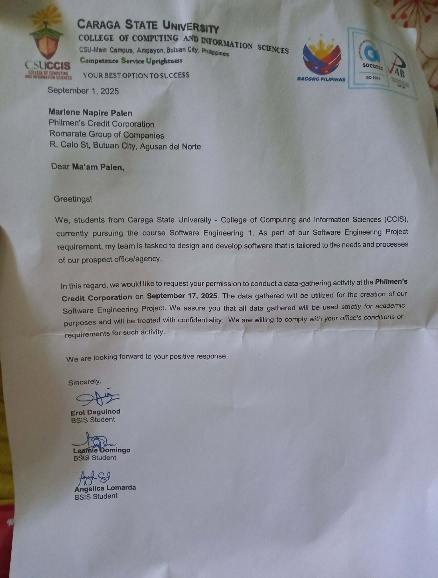 CARAGA STATE UNIVERSITY
COLLEGE OF COMPUTING AND INFORMATION SCIENCES
CSU-Main Campus, Ampayon, Butuan City, Philippines
Competence Service Uprightness
YOUR BEST OPTION TO SUCCESS
CSUCCIS
COLLEGE OF COMPUTING
AND INFORMATION SCIENCES
BAGONG PILIPINAS
SOCOTEC
PAB
September 1, 2025
Marlene Napire Palen
Philmen's Credit Corporation
Romarate Group of Companies
R. Calo St, Butuan City, Agusan del Norte
Dear Ma'am Palen,
Greetings!
We, students from Caraga State University - College of Computing and Information Sciences (CCIS),
currently pursuing the course Software Engineering 1. As part of our Software Engineering Project
requirement, my team is tasked to design and develop software that is tailored to the needs and processes
of our prospect office/agency.
In this regard, we would like to request your permission to conduct a data-gathering activity at the Philmen's
Credit Corporation on September 17, 2025. The data gathered will be utilized for the creation of our
Software Engineering Project. We assure you that all data gathered will be used strictly for academic
purposes and will be treated with confidentiality. We are willing to comply with your office's conditions or
requirements for such activity.
We are looking forward to your positive response.
Sincerely,
Erol Daguinod
BSIS Student
Leanie Domingo
BSIS Student
Angelica Lomarda
BSIS Student